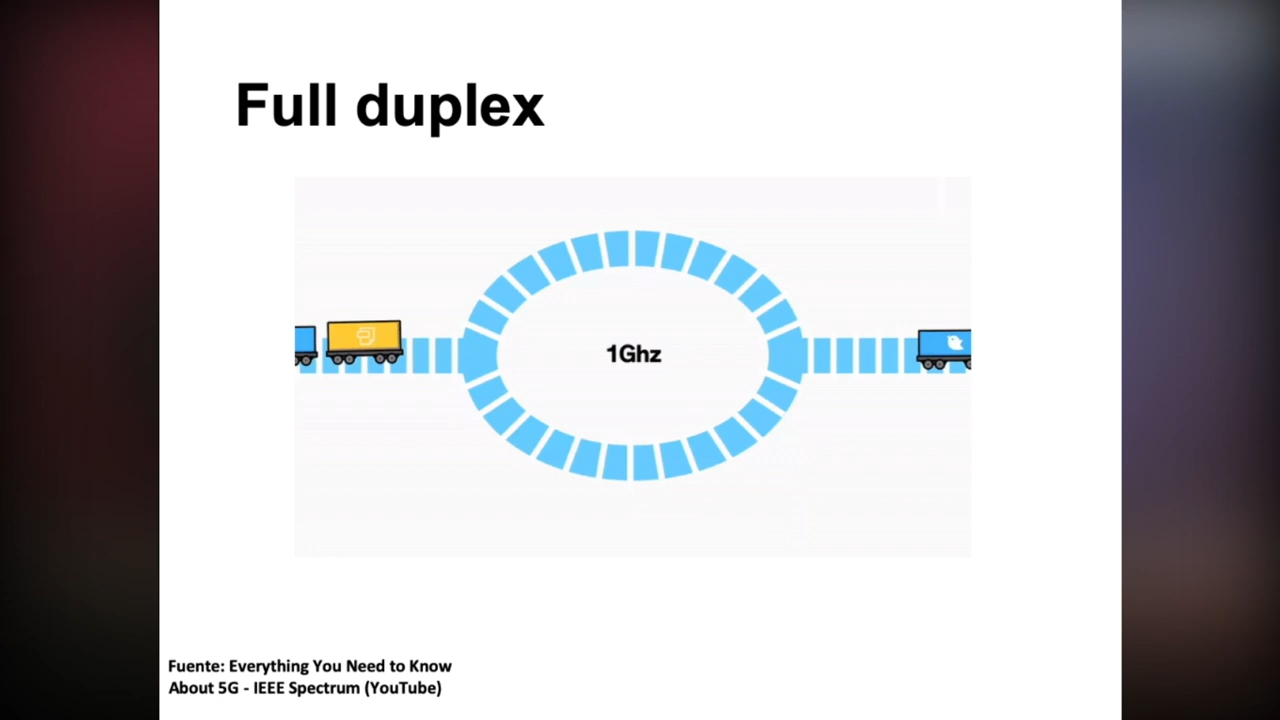 Full duplex
1Ghz
Fuente: Everything You Need to Know
About 5G - IEEE Spectrum (YouTube)